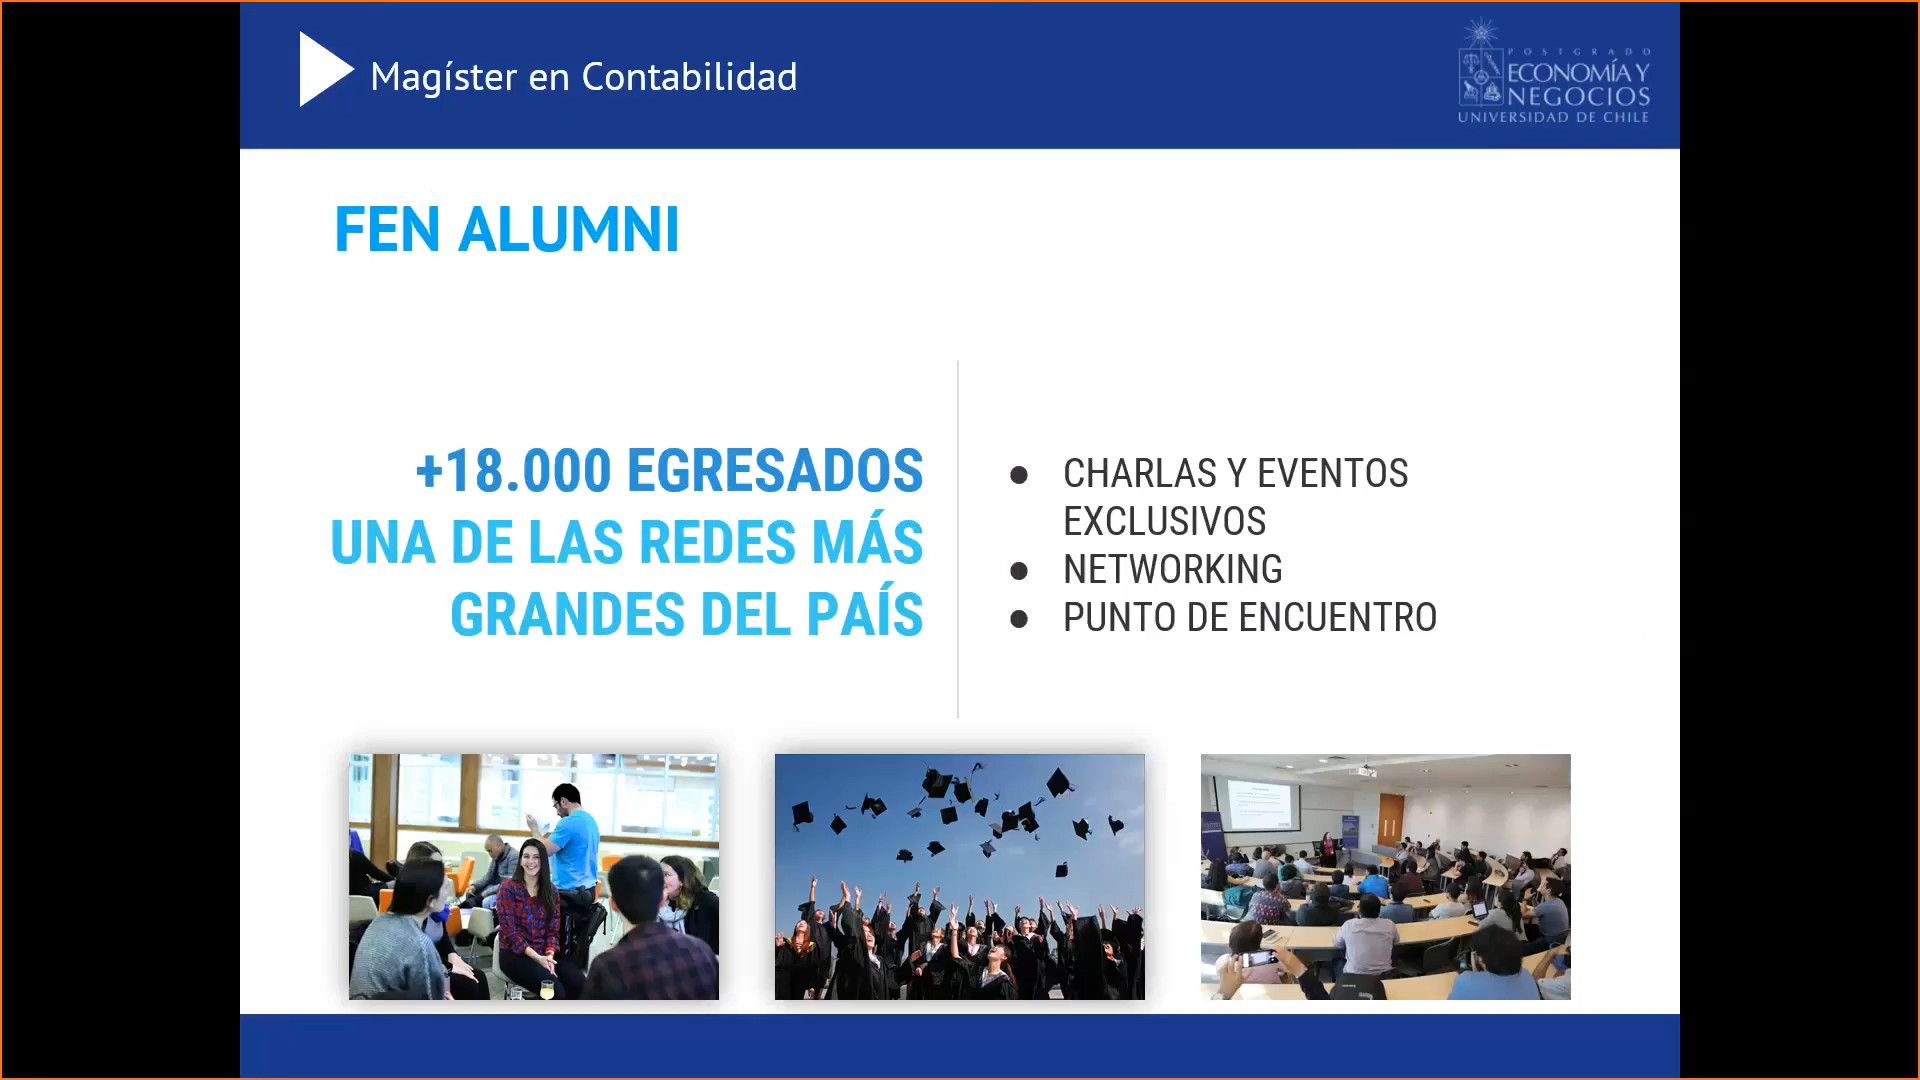 Magíster en Contabilidad
POSTGRADO
ECONOMÍA Y
NEGOCIOS
UNIVERSIDAD DE CHILE
FEN ALUMNI
+18.000 EGRESADOS
UNA DE LAS REDES MÁS
GRANDES DEL PAÍS
● CHARLAS Y EVENTOS
EXCLUSIVOS
● NETWORKING
● PUNTO DE ENCUENTRO